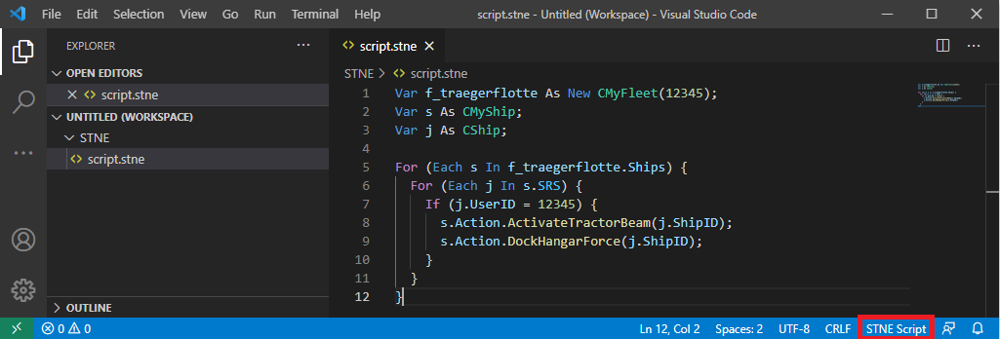 File Edit View Go Run Terminal Help script.stne - Untitled (Workspace) - Visual Studio Code
EXPLORER
OPEN EDITORS
script.stne
UNTITLED (WORKSPACE)
STNE
script.stne
OUTLINE
script.stne
STNE > script.stne
1 Var f_traegerflotte As New CMyFleet(12345);
2 Var s As CMyShip;
3 Var j As CShip;
4
5 For (Each s In f_traegerflotte.Ships) {
6 For (Each j In s.SRS) {
7 If (j.UserID = 12345) {
8 s.Action.ActivateTractorBeam(j.ShipID);
9 s.Action.DockHangarForce(j.ShipID);
10 }
11 }
12 }
0 0 Ln 12, Col 2 Spaces: 2 UTF-8 CRLF STNE Script